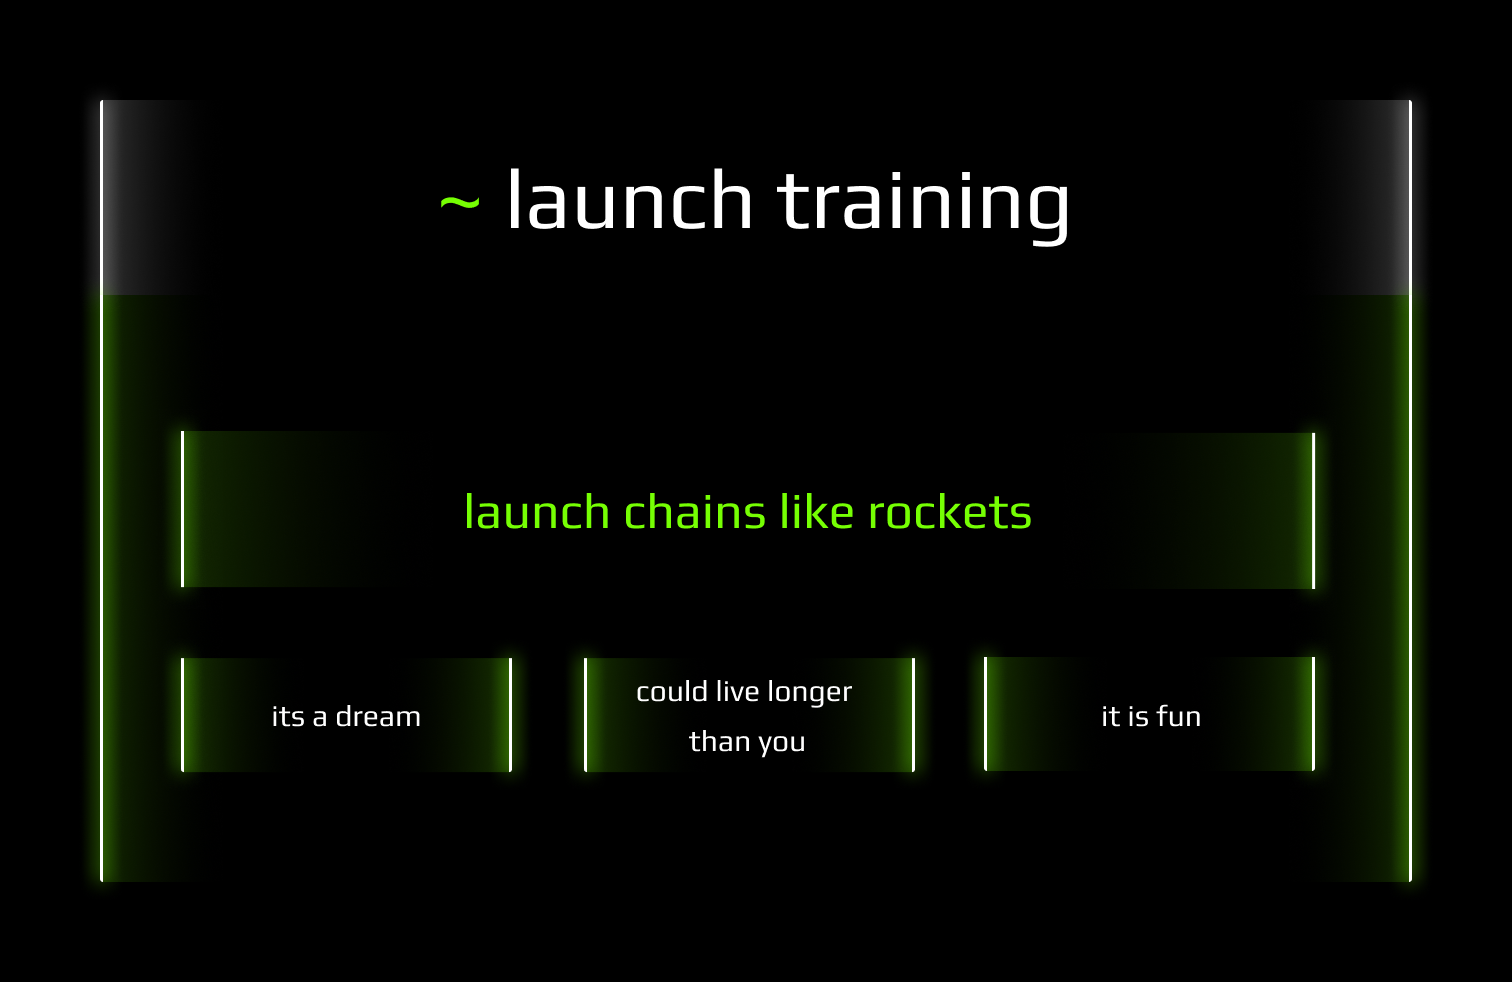 ~ launch training
launch chains like rockets
its a dream
could live longer
than you
it is fun